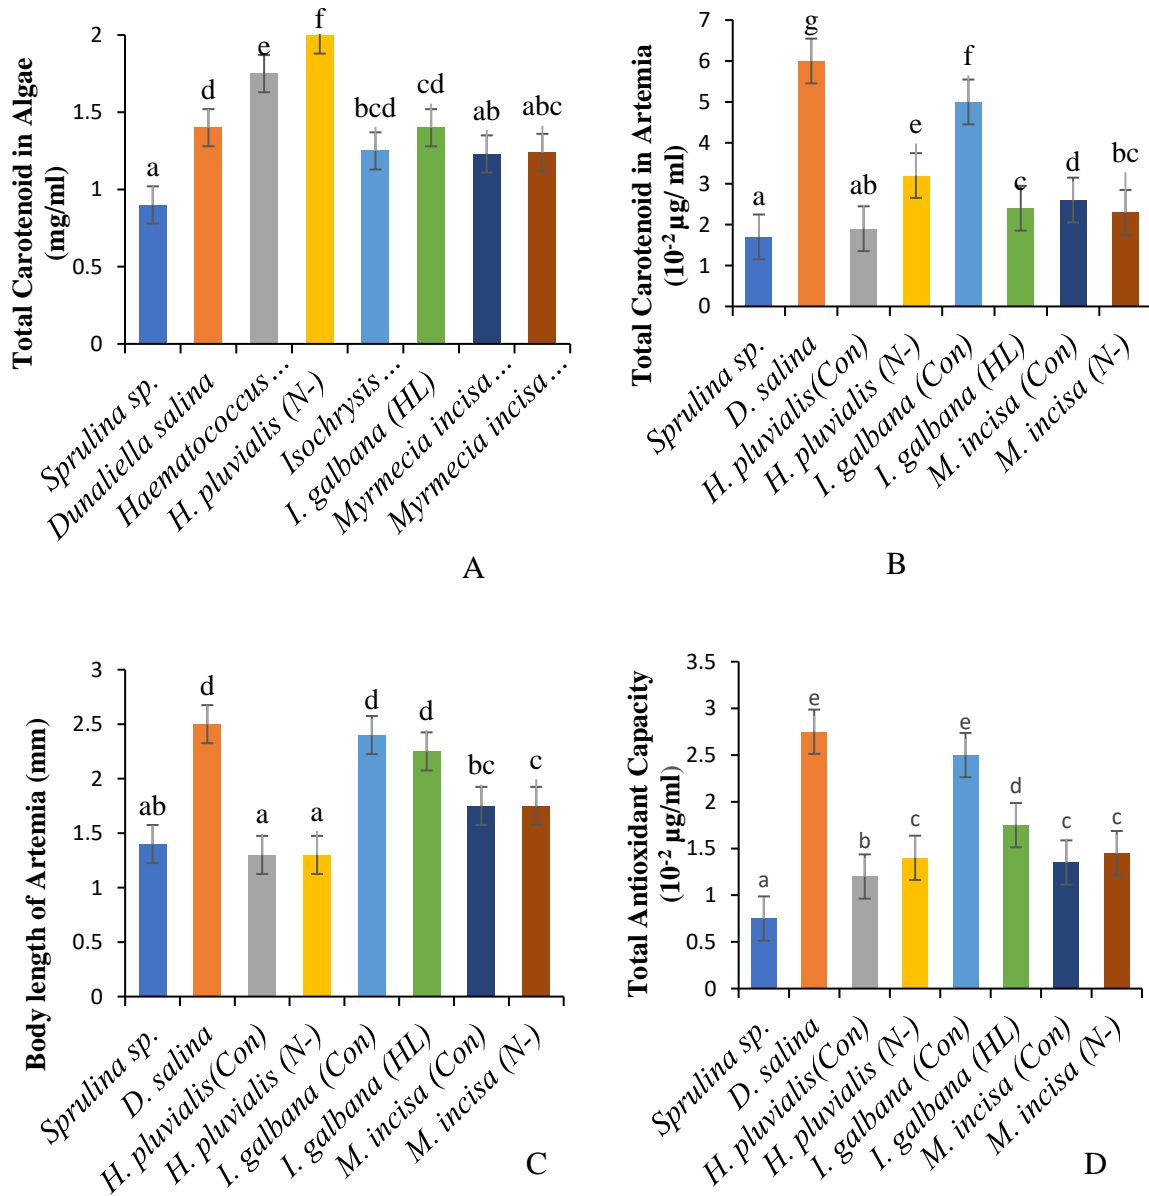 Total Carotenoid in Algae
(mg/ml)
2
1.5
1
0.5
0
a
d
e
f
bcd
cd
ab
abc
Sprulina sp.
Dunaliella salina
Haematococcus…
H. pluvialis (N-)
Isochrysis…
I. galbana (HL)
Myrmecia incisa…
Myrmecia incisa…
A
Total Carotenoid in Artemia
(10-2 µg/ ml)
7
6
5
4
3
2
1
0
a
g
ab
e
f
c
d
bc
Sprulina sp.
D. salina
H. pluvialis(Con)
H. pluvialis (N-)
I. galbana (Con)
I. galbana (HL)
M. incisa (Con)
M. incisa (N-)
B
Body length of Artemia (mm)
3
2.5
2
1.5
1
0.5
0
ab
d
a
a
d
d
bc
c
Sprulina sp.
D. salina
H. pluvialis(Con)
H. pluvialis (N-)
I. galbana (Con)
I. galbana (HL)
M. incisa (Con)
M. incisa (N-)
C
Total Antioxidant Capacity
(10-2 µg/ml)
3.5
3
2.5
2
1.5
1
0.5
0
a
e
b
c
e
d
c
c
Sprulina sp.
D. salina
H. pluvialis(Con)
H. pluvialis (N-)
I. galbana (Con)
I. galbana (HL)
M. incisa (Con)
M. incisa (N-)
D